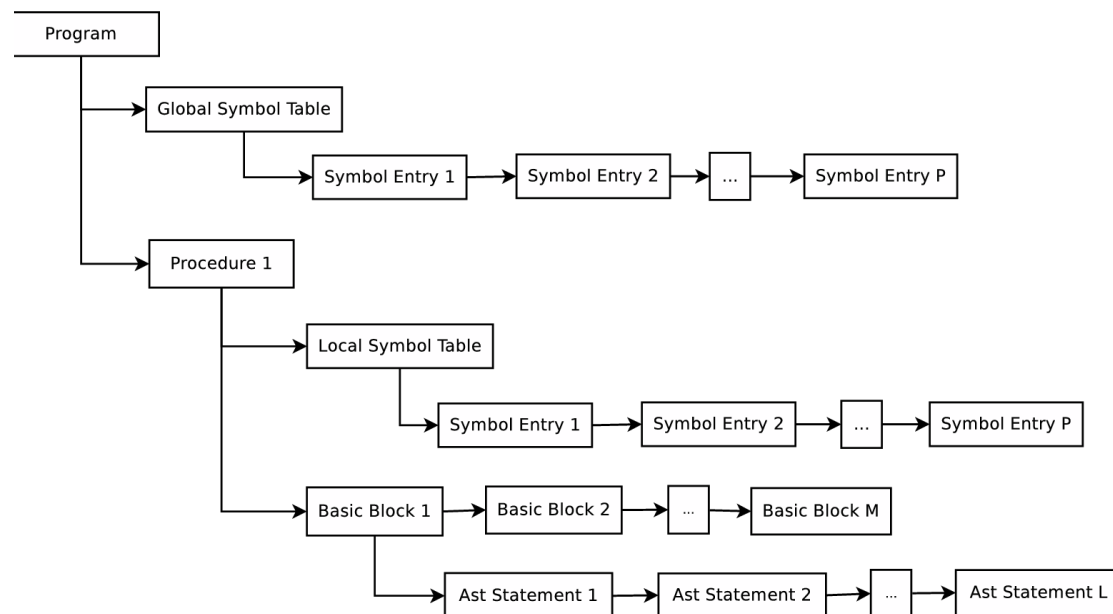 Program
Global Symbol Table
Symbol Entry 1
Symbol Entry 2
...
Symbol Entry P
Procedure 1
Local Symbol Table
Symbol Entry 1
Symbol Entry 2
...
Symbol Entry P
Basic Block 1
Basic Block 2
...
Basic Block M
Ast Statement 1
Ast Statement 2
...
Ast Statement L